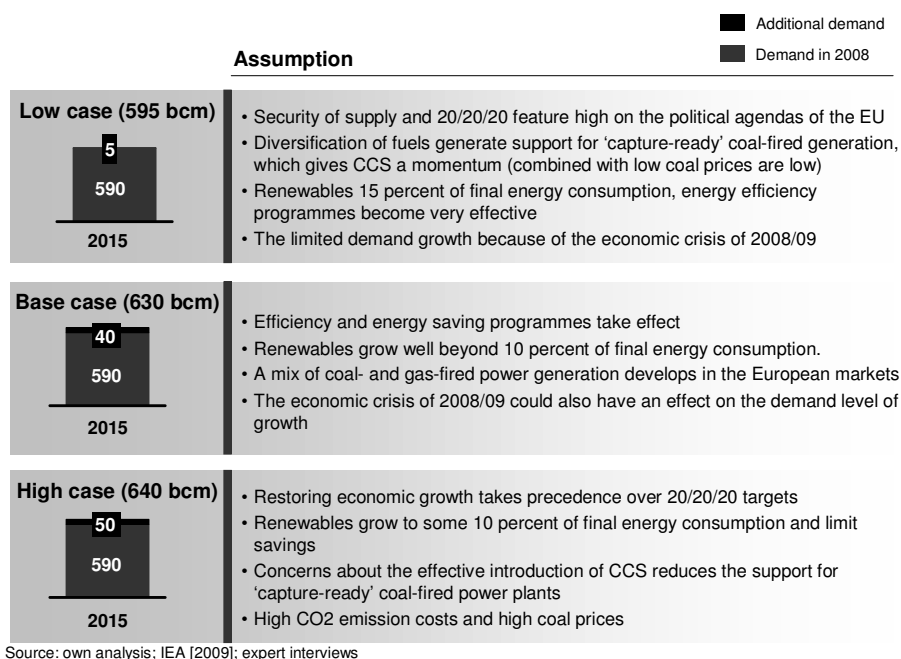 Additional demand
Demand in 2008
Assumption
Low case (595 bcm)
5
590
2015
• Security of supply and 20/20/20 feature high on the political agendas of the EU
• Diversification of fuels generate support for ‘capture-ready’ coal-fired generation,
which gives CCS a momentum (combined with low coal prices are low)
• Renewables 15 percent of final energy consumption, energy efficiency
programmes become very effective
• The limited demand growth because of the economic crisis of 2008/09
Base case (630 bcm)
40
590
2015
• Efficiency and energy saving programmes take effect
• Renewables grow well beyond 10 percent of final energy consumption.
• A mix of coal- and gas-fired power generation develops in the European markets
• The economic crisis of 2008/09 could also have an effect on the demand level of
growth
High case (640 bcm)
50
590
2015
• Restoring economic growth takes precedence over 20/20/20 targets
• Renewables grow to some 10 percent of final energy consumption and limit
savings
• Concerns about the effective introduction of CCS reduces the support for
‘capture-ready’ coal-fired power plants
• High CO2 emission costs and high coal prices
Source: own analysis; IEA [2009]; expert interviews